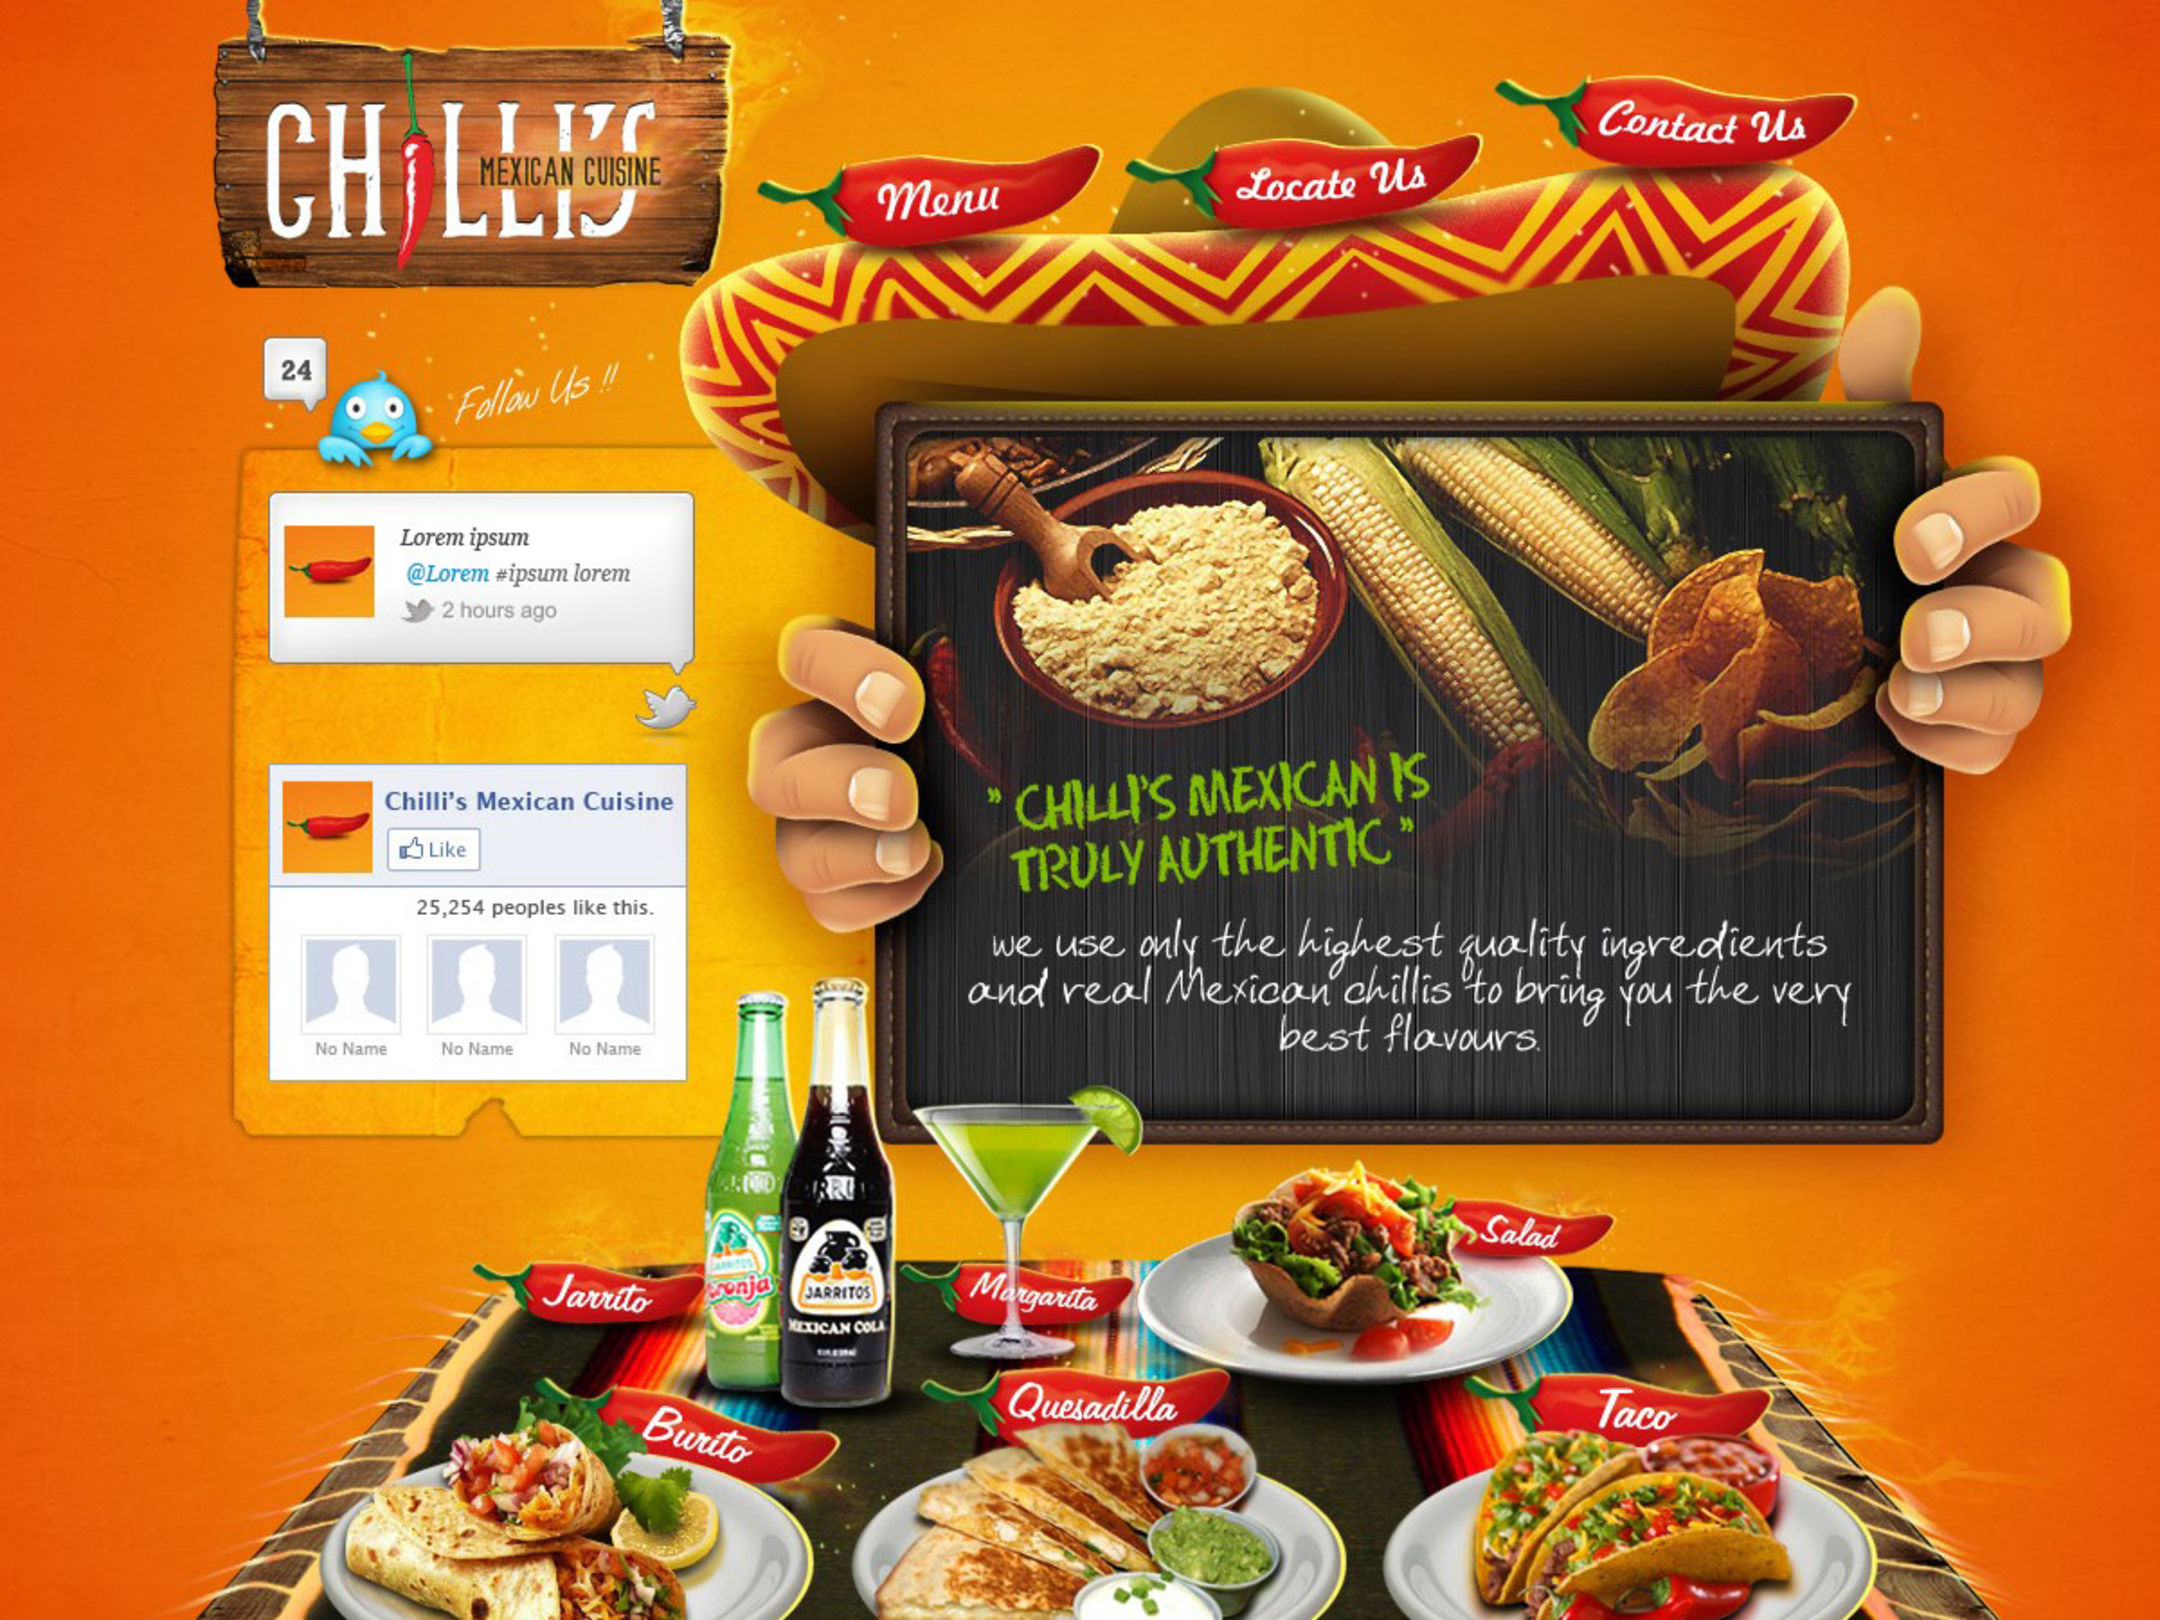 CHILLI'S
MEXICAN CUISINE
Menu
Locate Us
Contact Us
24
Follow Us !!
Lorem ipsum
@Lorem #ipsum lorem
2 hours ago
Chilli's Mexican Cuisine
Like
25,254 peoples like this.
No Name
No Name
No Name
" CHILLI'S MEXICAN IS
TRULY AUTHENTIC "
we use only the highest quality ingredients
and real Mexican chillis to bring you the very
best flavours.
Jarrito
JARRITOS
MEXICAN COLA
Margarita
Salad
Burito
Quesadilla
Taco